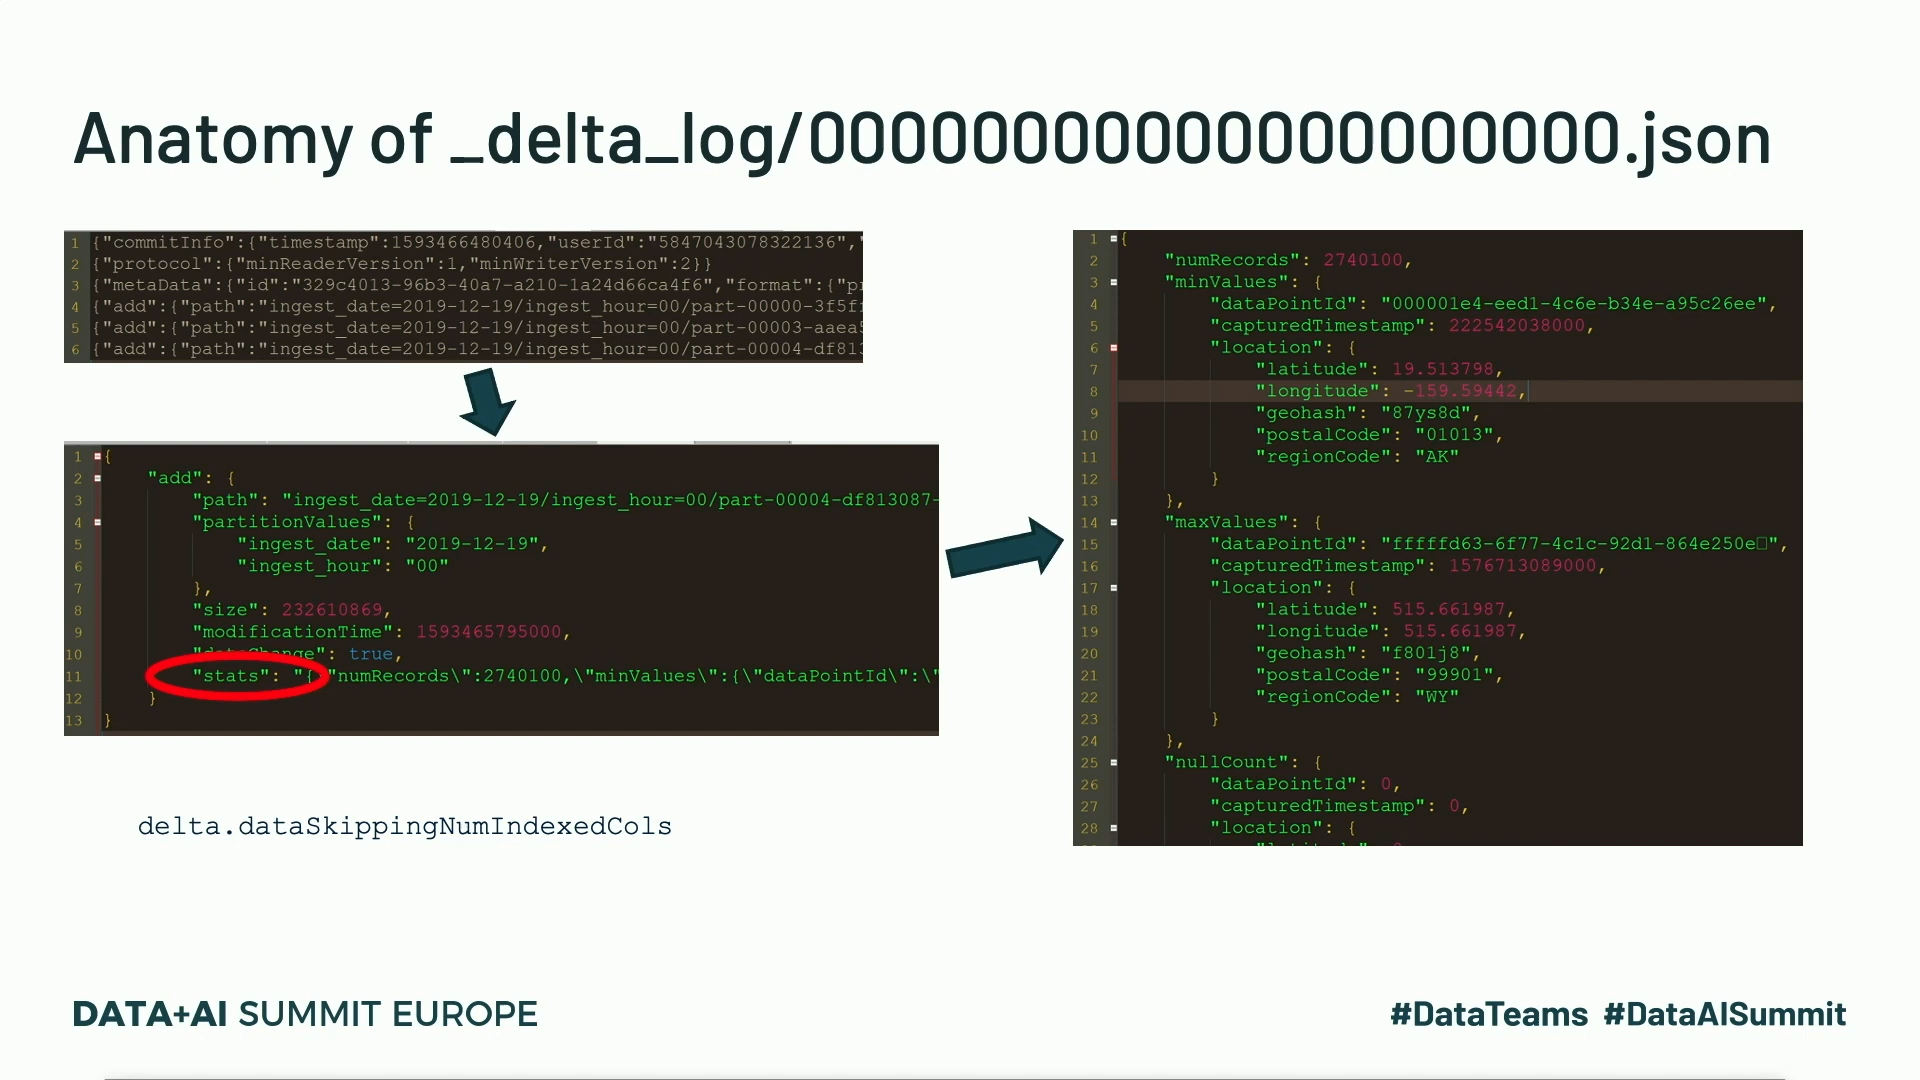 Anatomy of _delta_log/00000000000000000000.json
1 {"commitInfo":{"timestamp":1593466480406,"userId":"5847043078322136",
2 {"protocol":{"minReaderVersion":1,"minWriterVersion":2}}
3 {"metaData":{"id":"329c4013-96b3-40a7-a210-1a24d66ca4f6","format":{"p
4 {"add":{"path":"ingest_date=2019-12-19/ingest_hour=00/part-00000-3f5f
5 {"add":{"path":"ingest_date=2019-12-19/ingest_hour=00/part-00003-aaea
6 {"add":{"path":"ingest_date=2019-12-19/ingest_hour=00/part-00004-df813
1 {
2 "add": {
3 "path": "ingest_date=2019-12-19/ingest_hour=00/part-00004-df813087-
4 "partitionValues": {
5 "ingest_date": "2019-12-19",
6 "ingest_hour": "00"
7 },
8 "size": 232610869,
9 "modificationTime": 1593465795000,
10 "dataChange": true,
11 "stats": "{\"numRecords\":2740100,\"minValues\":{\"dataPointId\":\"
12 }
13 }
delta.dataSkippingNumIndexedCols
1 {
2 "numRecords": 2740100,
3 "minValues": {
4 "dataPointId": "000001e4-eed1-4c6e-b34e-a95c26ee",
5 "capturedTimestamp": 222542038000,
6 "location": {
7 "latitude": 19.513798,
8 "longitude": -159.59442,
9 "geohash": "87ys8d",
10 "postalCode": "01013",
11 "regionCode": "AK"
12 }
13 },
14 "maxValues": {
15 "dataPointId": "fffffd63-6f77-4c1c-92d1-864e250e□",
16 "capturedTimestamp": 1576713089000,
17 "location": {
18 "latitude": 515.661987,
19 "longitude": 515.661987,
20 "geohash": "f801j8",
21 "postalCode": "99901",
22 "regionCode": "WY"
23 }
24 },
25 "nullCount": {
26 "dataPointId": 0,
27 "capturedTimestamp": 0,
28 "location": {
DATA+AI SUMMIT EUROPE
#DataTeams #DataAISummit